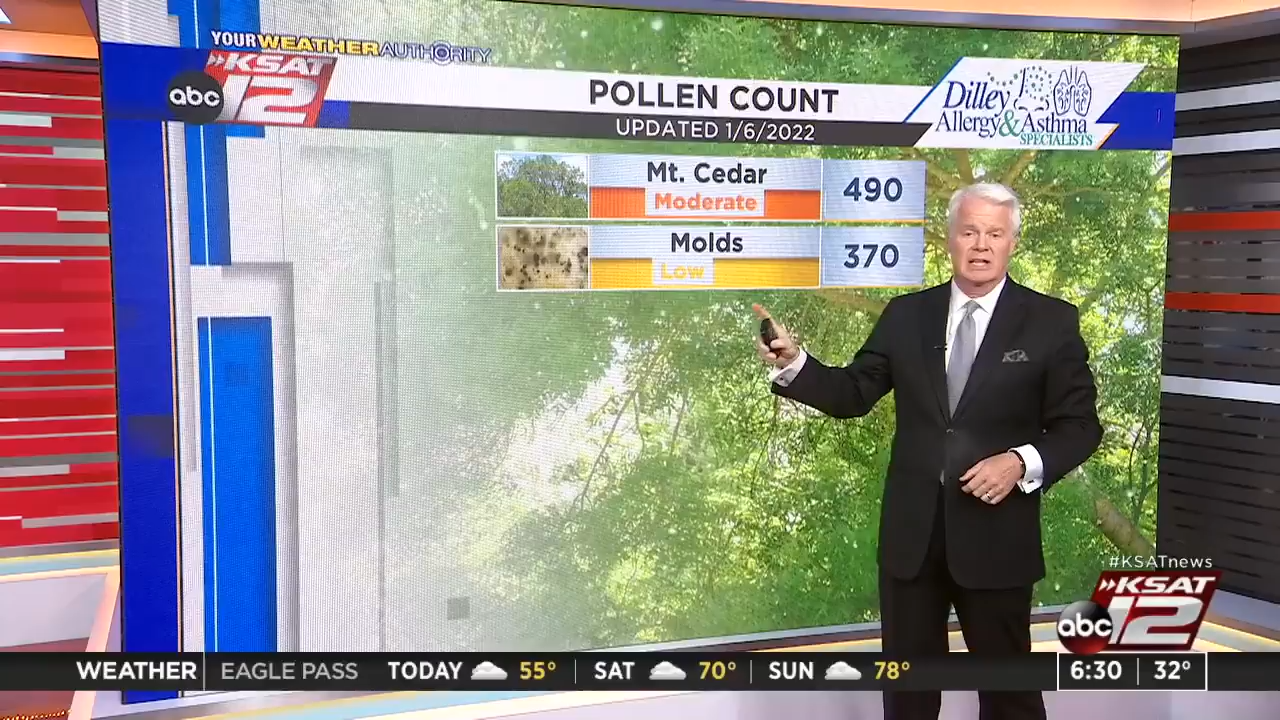 YOUR WEATHER AUTHORITY
abc KSAT 12
POLLEN COUNT
UPDATED 1/6/2022
Dilley
Allergy & Asthma
SPECIALISTS
Mt. Cedar
Moderate
490
Molds
Low
370
#KSATnews
abc KSAT 12
WEATHER EAGLE PASS TODAY 55° SAT 70° SUN 78° 6:30 32°